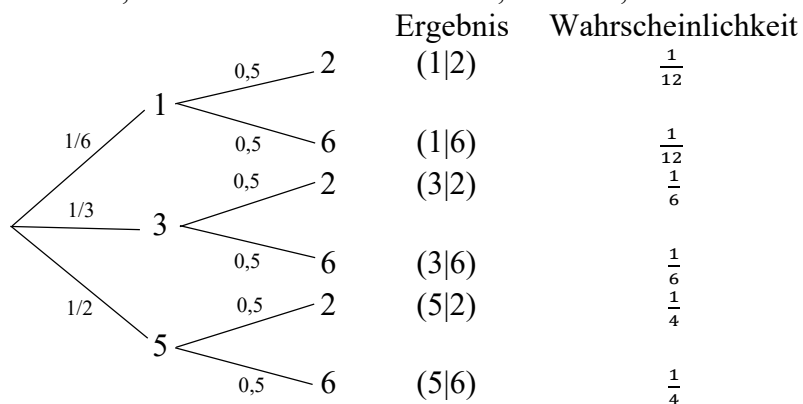 Ergebnis Wahrscheinlichkeit
0,5 2 (1|2) 1/12
1
1/6 0,5 6 (1|6) 1/12
0,5 2 (3|2) 1/6
1/3 3
0,5 6 (3|6) 1/6
1/2 0,5 2 (5|2) 1/4
5
0,5 6 (5|6) 1/4